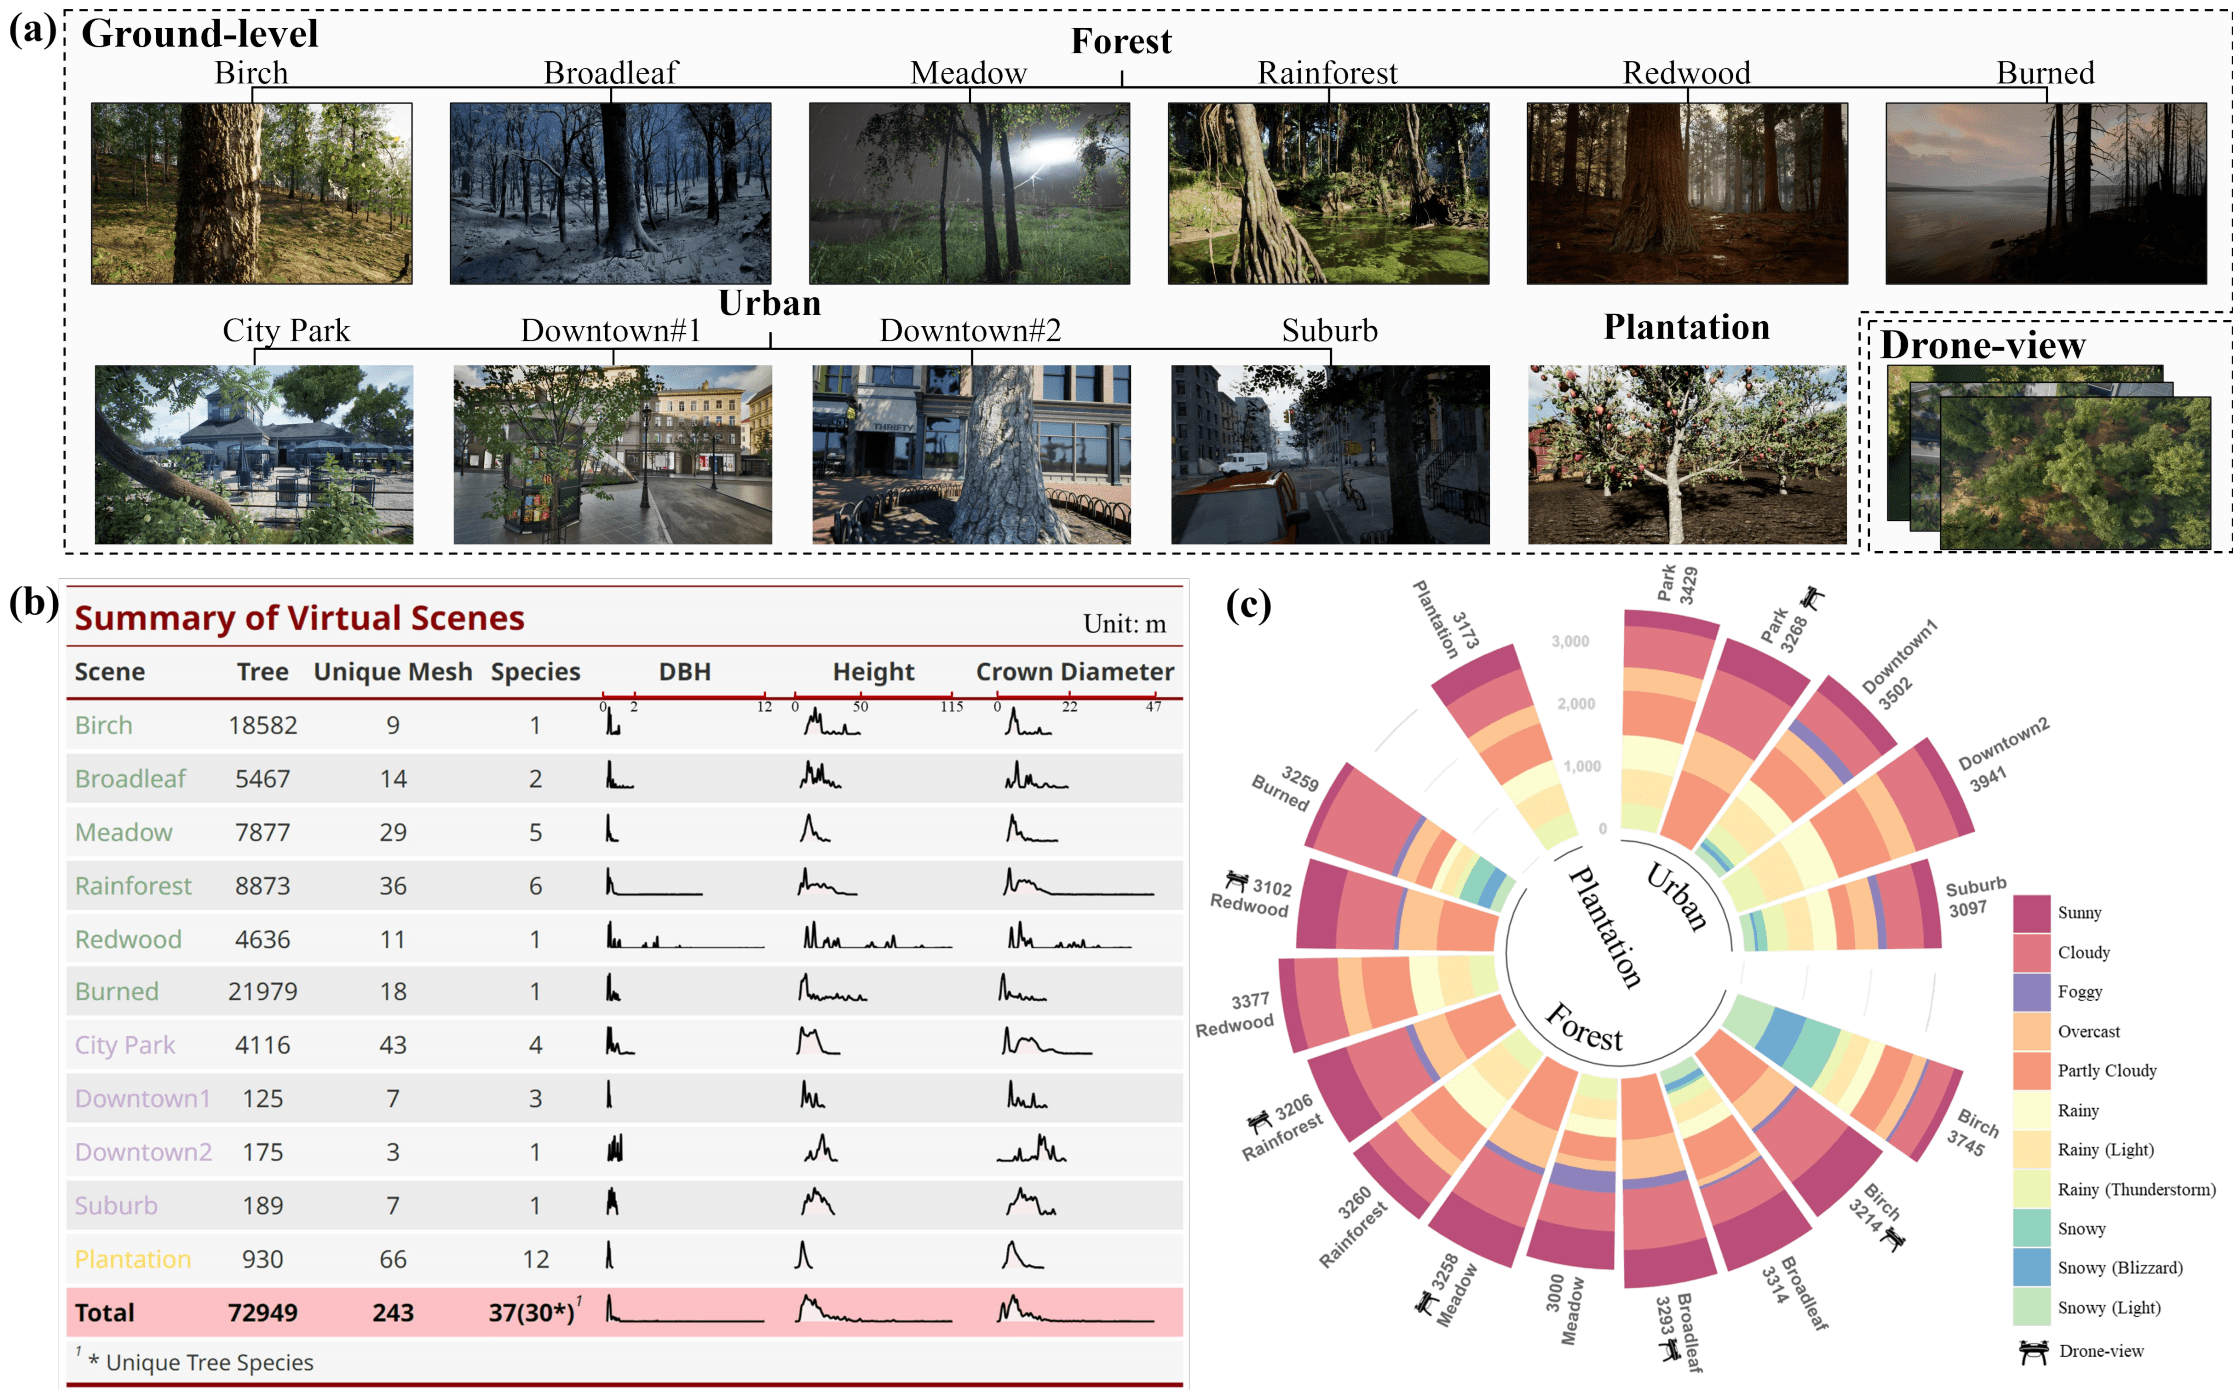 (a)
Ground-level
Forest
Birch Broadleaf Meadow Rainforest Redwood Burned
Urban
City Park Downtown#1 Downtown#2 Suburb
Plantation
Drone-view
THRIFTY
(b)
Summary of Virtual Scenes
Unit: m
Scene Tree Unique Mesh Species DBH Height Crown Diameter
0 2 12 0 50 115 0 22 47
Birch 18582 9 1
Broadleaf 5467 14 2
Meadow 7877 29 5
Rainforest 8873 36 6
Redwood 4636 11 1
Burned 21979 18 1
City Park 4116 43 4
Downtown1 125 7 3
Downtown2 175 3 1
Suburb 189 7 1
Plantation 930 66 12
Total 72949 243 37(30*)1
1 * Unique Tree Species
(c)
Park
3429
Park
3268
Downtown1
3502
Downtown2
3941
Suburb
3097
Birch
3745
Birch
3214
Broadleaf
3314
Broadleaf
3293
3000
Meadow
3258
Meadow
3260
Rainforest
3206
Rainforest
3377
Redwood
3102
Redwood
3259
Burned
3173
Plantation
3,000
2,000
1,000
0
Urban
Plantation
Forest
Sunny
Cloudy
Foggy
Overcast
Partly Cloudy
Rainy
Rainy (Light)
Rainy (Thunderstorm)
Snowy
Snowy (Blizzard)
Snowy (Light)
Drone-view